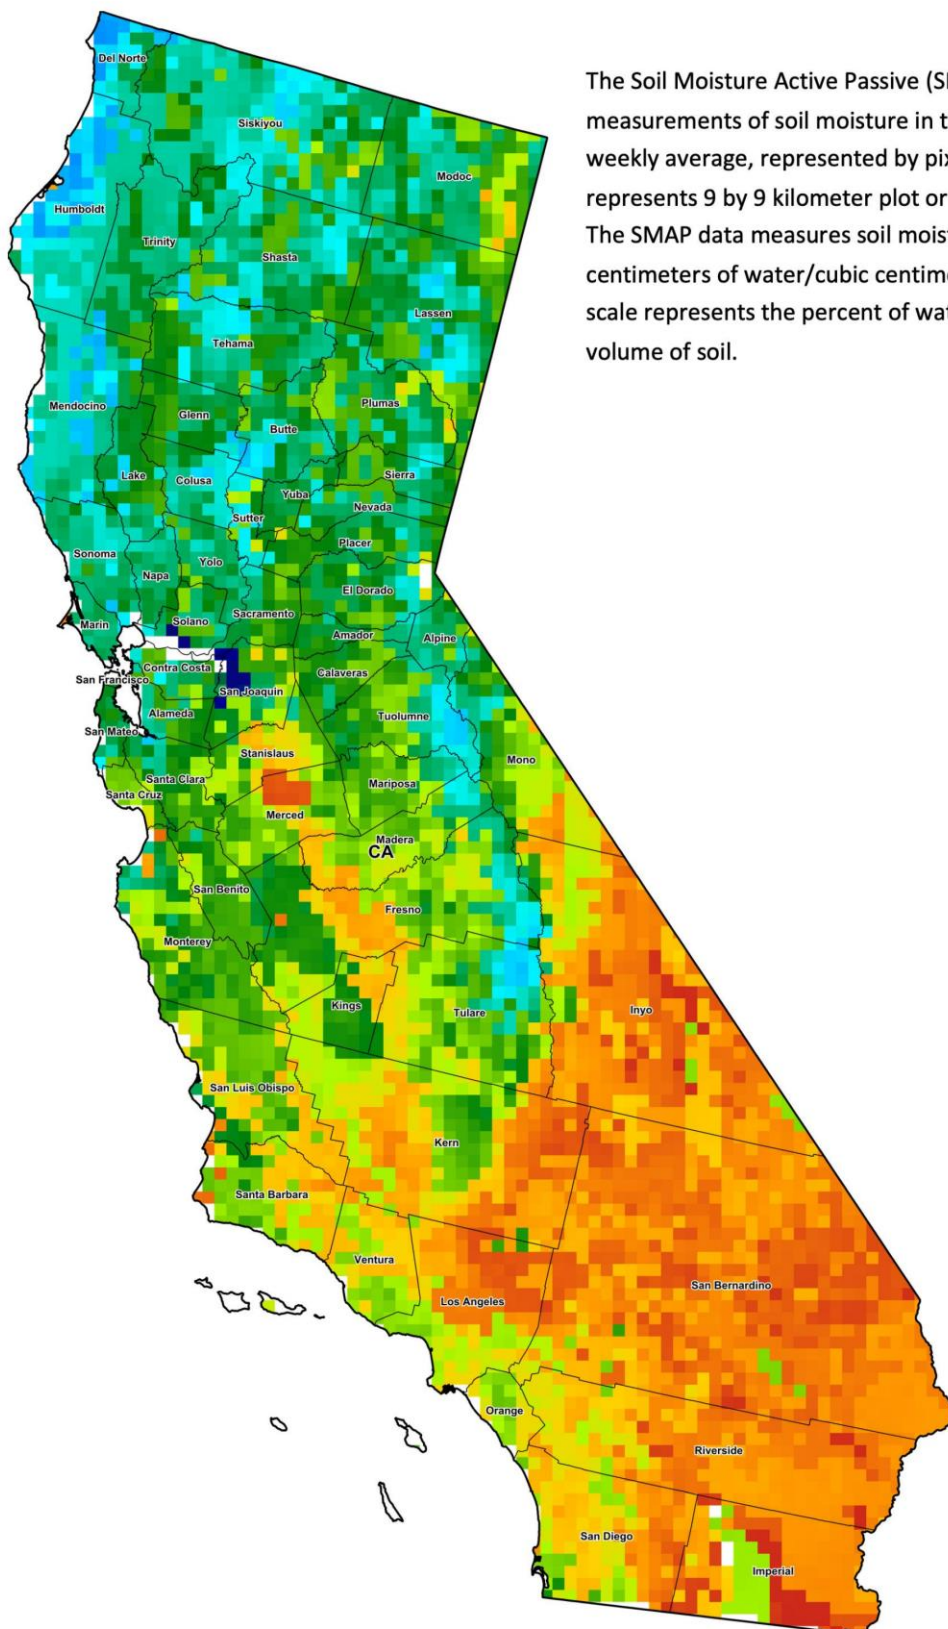 The Soil Moisture Active Passive (S
measurements of soil moisture in t
weekly average, represented by pix
represents 9 by 9 kilometer plot or
The SMAP data measures soil moist
centimeters of water/cubic centime
scale represents the percent of wat
volume of soil.
Del Norte
Siskiyou
Modoc
Humboldt
Trinity
Shasta
Lassen
Tehama
Mendocino
Glenn
Butte
Plumas
Lake
Colusa
Sutter
Yuba
Sierra
Nevada
Placer
Sonoma
Napa
Yolo
El Dorado
Marin
Solano
Sacramento
Amador
Alpine
San Francisco
Contra Costa
San Joaquin
Calaveras
San Mateo
Alameda
Tuolumne
Stanislaus
Mono
Santa Clara
Santa Cruz
Merced
Mariposa
Madera
CA
San Benito
Fresno
Monterey
Kings
Tulare
Inyo
San Luis Obispo
Kern
Santa Barbara
Ventura
Los Angeles
San Bernardino
Orange
Riverside
San Diego
Imperial